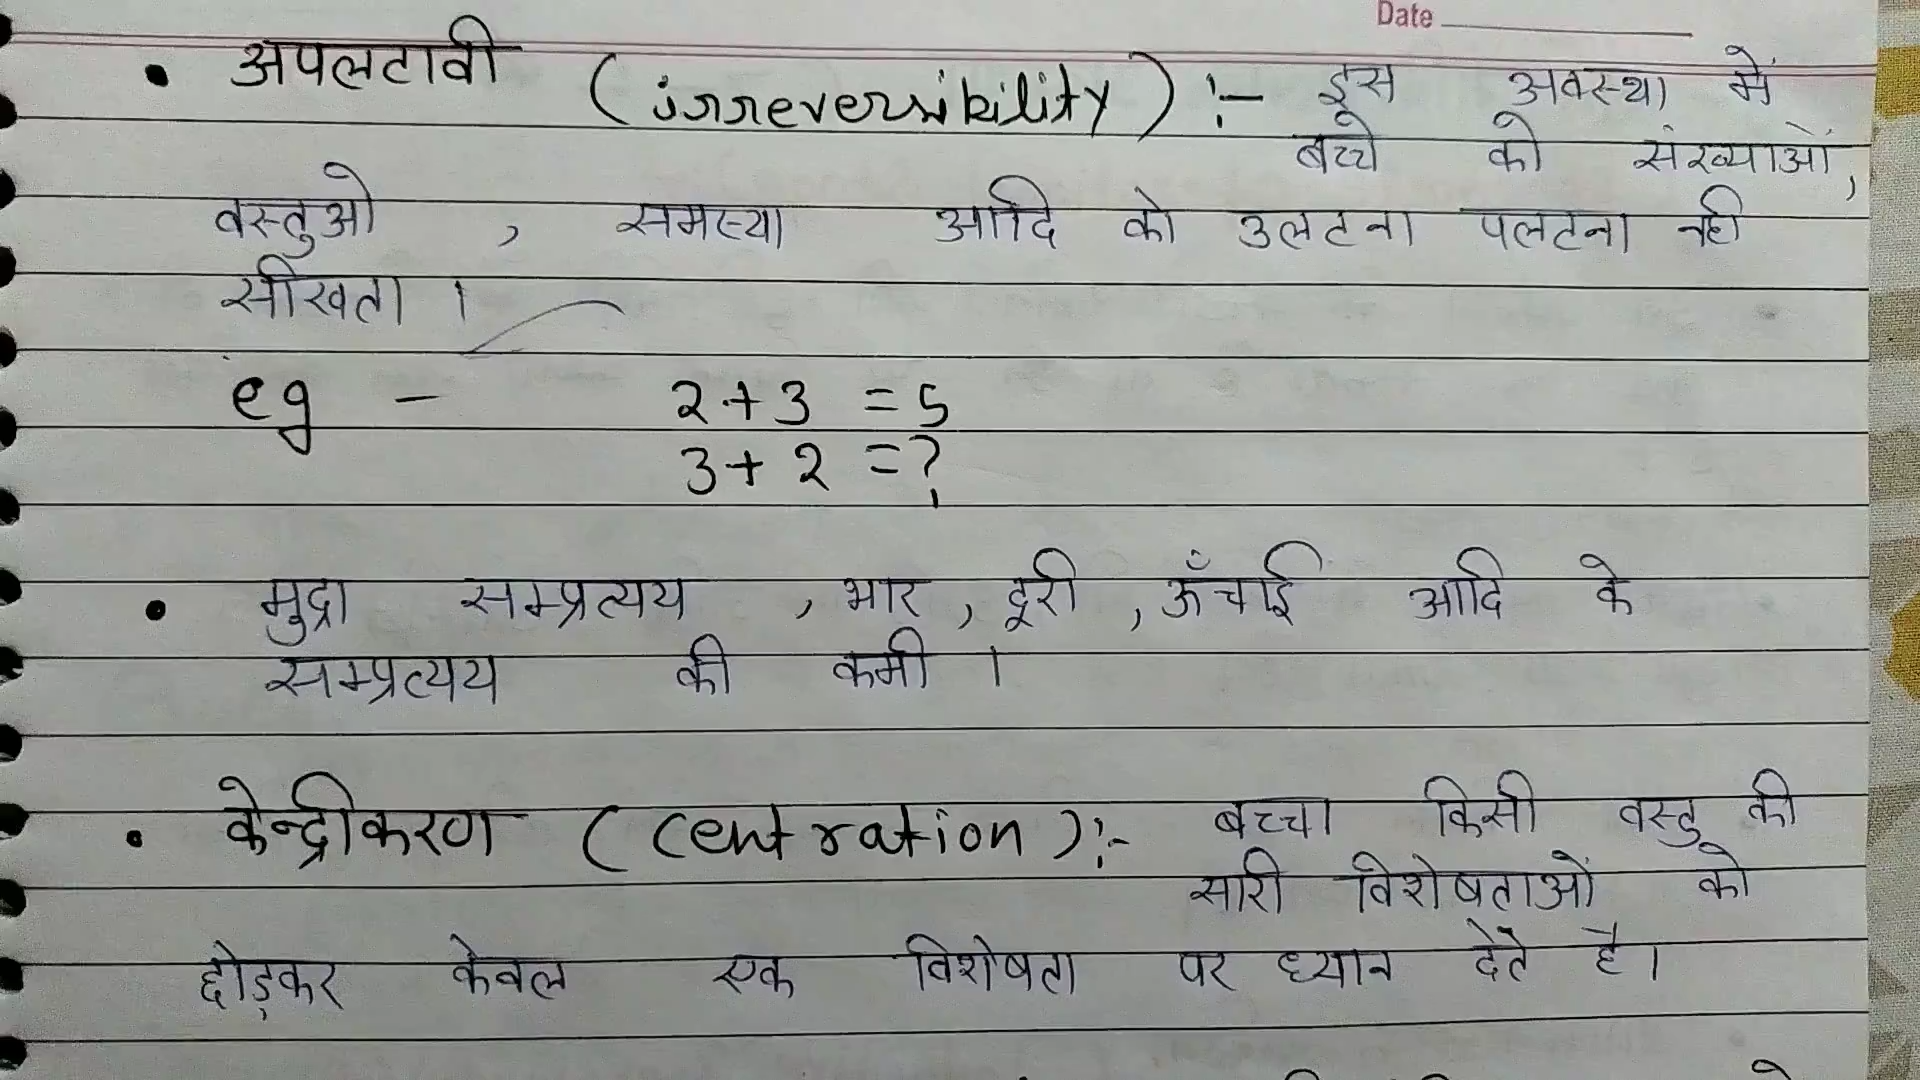 Date
• अपलटावी (irreversibility) :- इस अवस्था में
बच्चे को संख्याओं,
वस्तुओ , समस्या आदि को उलटना पलटना नही
सीखता ।
eg - 2+3 = 5
3+2 = ?
• मुद्रा सम्प्रत्यय , भार , दूरी , ऊँचाई आदि के
सम्प्रत्यय की कमी ।
• केन्द्रीकरण (Centration) :- बच्चा किसी वस्तु की
सारी विशेषताओं को
छोड़कर केवल एक विशेषता पर ध्यान देते है।